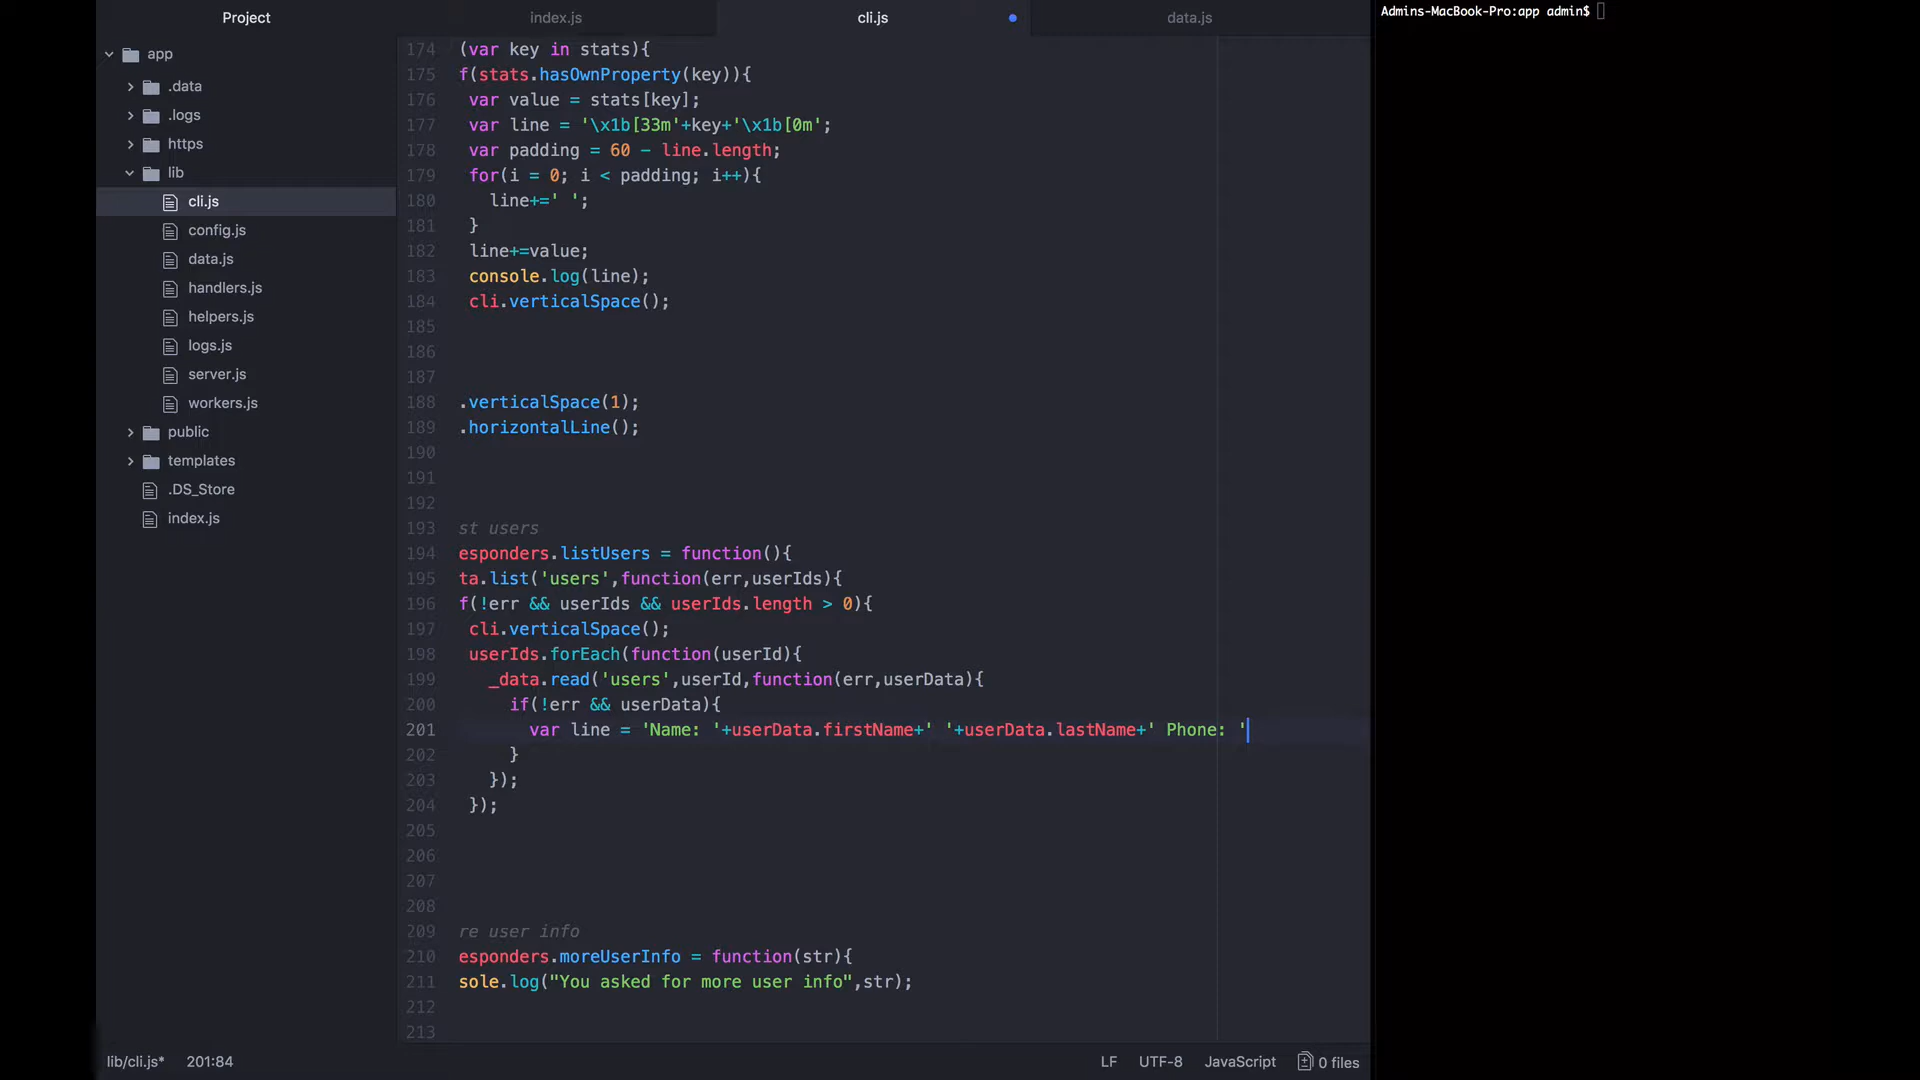 Project
index.js
cli.js
data.js
Admins-MacBook-Pro:app admin$
app
.data
.logs
https
lib
cli.js
config.js
data.js
handlers.js
helpers.js
logs.js
server.js
workers.js
public
templates
.DS_Store
index.js
174 (var key in stats){
175 f(stats.hasOwnProperty(key)){
176 var value = stats[key];
177 var line = '\x1b[33m'+key+'\x1b[0m';
178 var padding = 60 - line.length;
179 for(i = 0; i < padding; i++){
180 line+=' ';
181 }
182 line+=value;
183 console.log(line);
184 cli.verticalSpace();
185
186
187
188 .verticalSpace(1);
189 .horizontalLine();
190
191
192
193 st users
194 esponders.listUsers = function(){
195 ta.list('users',function(err,userIds){
196 f(!err && userIds && userIds.length > 0){
197 cli.verticalSpace();
198 userIds.forEach(function(userId){
199 _data.read('users',userId,function(err,userData){
200 if(!err && userData){
201 var line = 'Name: '+userData.firstName+' '+userData.lastName+' Phone: '
202 }
203 });
204 });
205
206
207
208
209 re user info
210 esponders.moreUserInfo = function(str){
211 sole.log("You asked for more user info",str);
212
213
lib/cli.js* 201:84 LF UTF-8 JavaScript 0 files